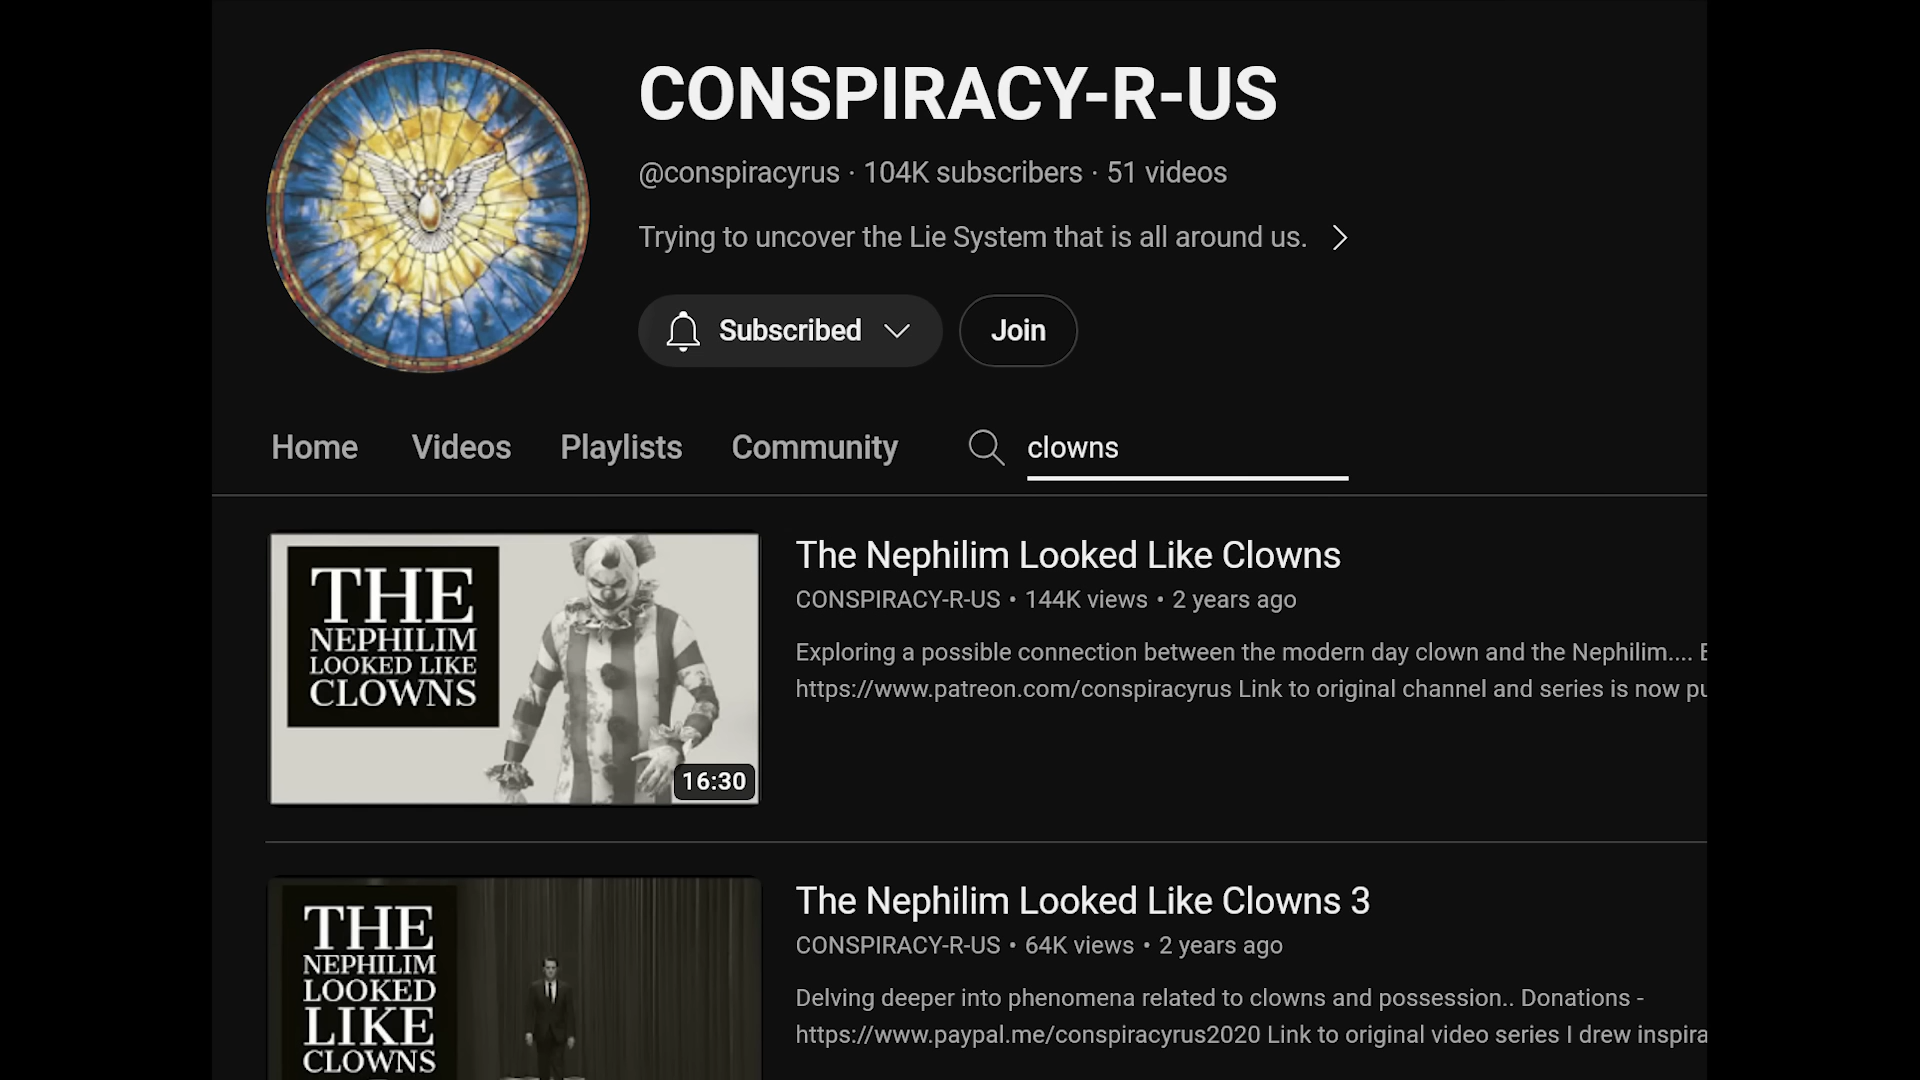 CONSPIRACY-R-US
@conspiracyrus · 104K subscribers · 51 videos
Trying to uncover the Lie System that is all around us.
Subscribed
Join
Home
Videos
Playlists
Community
clowns
THE
NEPHILIM
LOOKED LIKE
CLOWNS
16:30
The Nephilim Looked Like Clowns
CONSPIRACY-R-US • 144K views • 2 years ago
Exploring a possible connection between the modern day clown and the Nephilim....
https://www.patreon.com/conspiracyrus Link to original channel and series is now
THE
NEPHILIM
LOOKED
LIKE
CLOWNS
The Nephilim Looked Like Clowns 3
CONSPIRACY-R-US • 64K views • 2 years ago
Delving deeper into phenomena related to clowns and possession.. Donations -
https://www.paypal.me/conspiracyrus2020 Link to original video series I drew